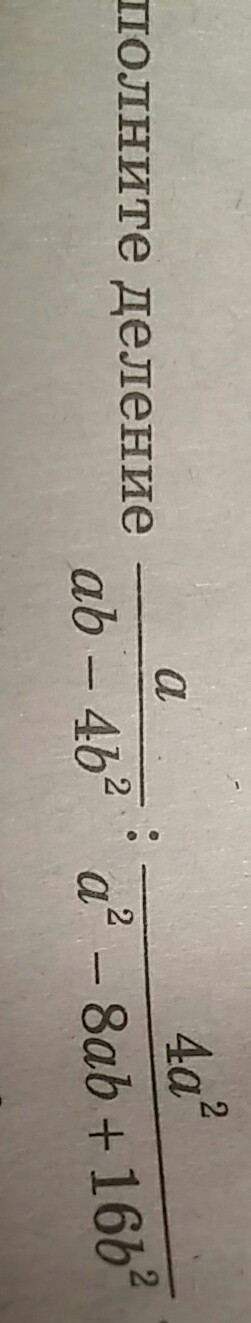 полните деление a/(ab − 4b²) : 4a²/(a² − 8ab + 16b²)